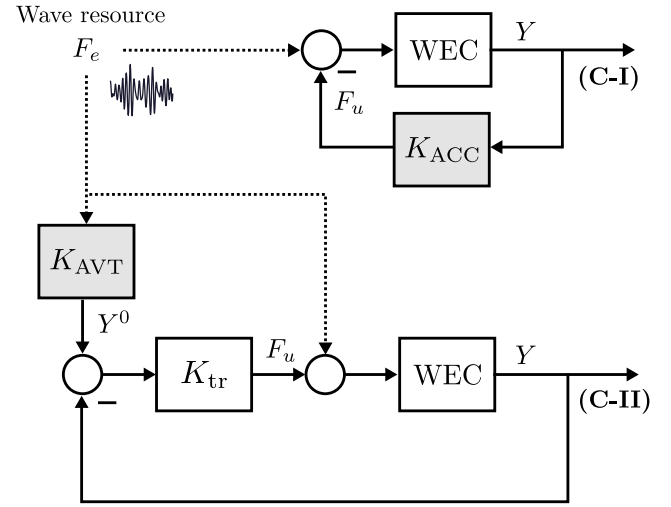 Wave resource
F_e
WEC
Y
(C-I)
−
F_u
K_ACC
K_AVT
Y^0
−
K_tr
F_u
WEC
Y
(C-II)